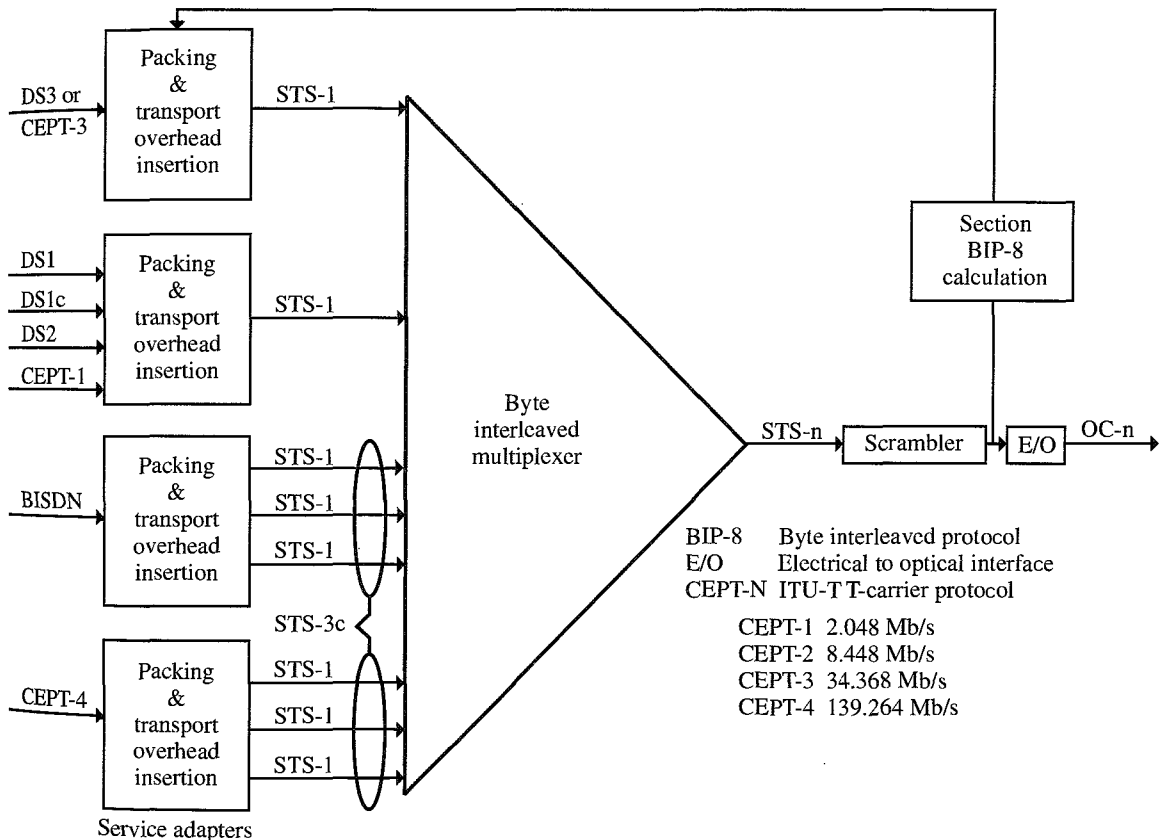 Packing
&
transport
overhead
insertion
DS3 or
CEPT-3
STS-1
Section
BIP-8
calculation
Packing
&
transport
overhead
insertion
DS1
DS1c
DS2
CEPT-1
STS-1
Byte
interleaved
multiplexer
STS-n
Scrambler
E/O
OC-n
Packing
&
transport
overhead
insertion
BISDN
STS-1
STS-1
STS-1
STS-3c
Packing
&
transport
overhead
insertion
CEPT-4
STS-1
STS-1
STS-1
Service adapters
BIP-8 Byte interleaved protocol
E/O Electrical to optical interface
CEPT-N ITU-T T-carrier protocol
CEPT-1 2.048 Mb/s
CEPT-2 8.448 Mb/s
CEPT-3 34.368 Mb/s
CEPT-4 139.264 Mb/s